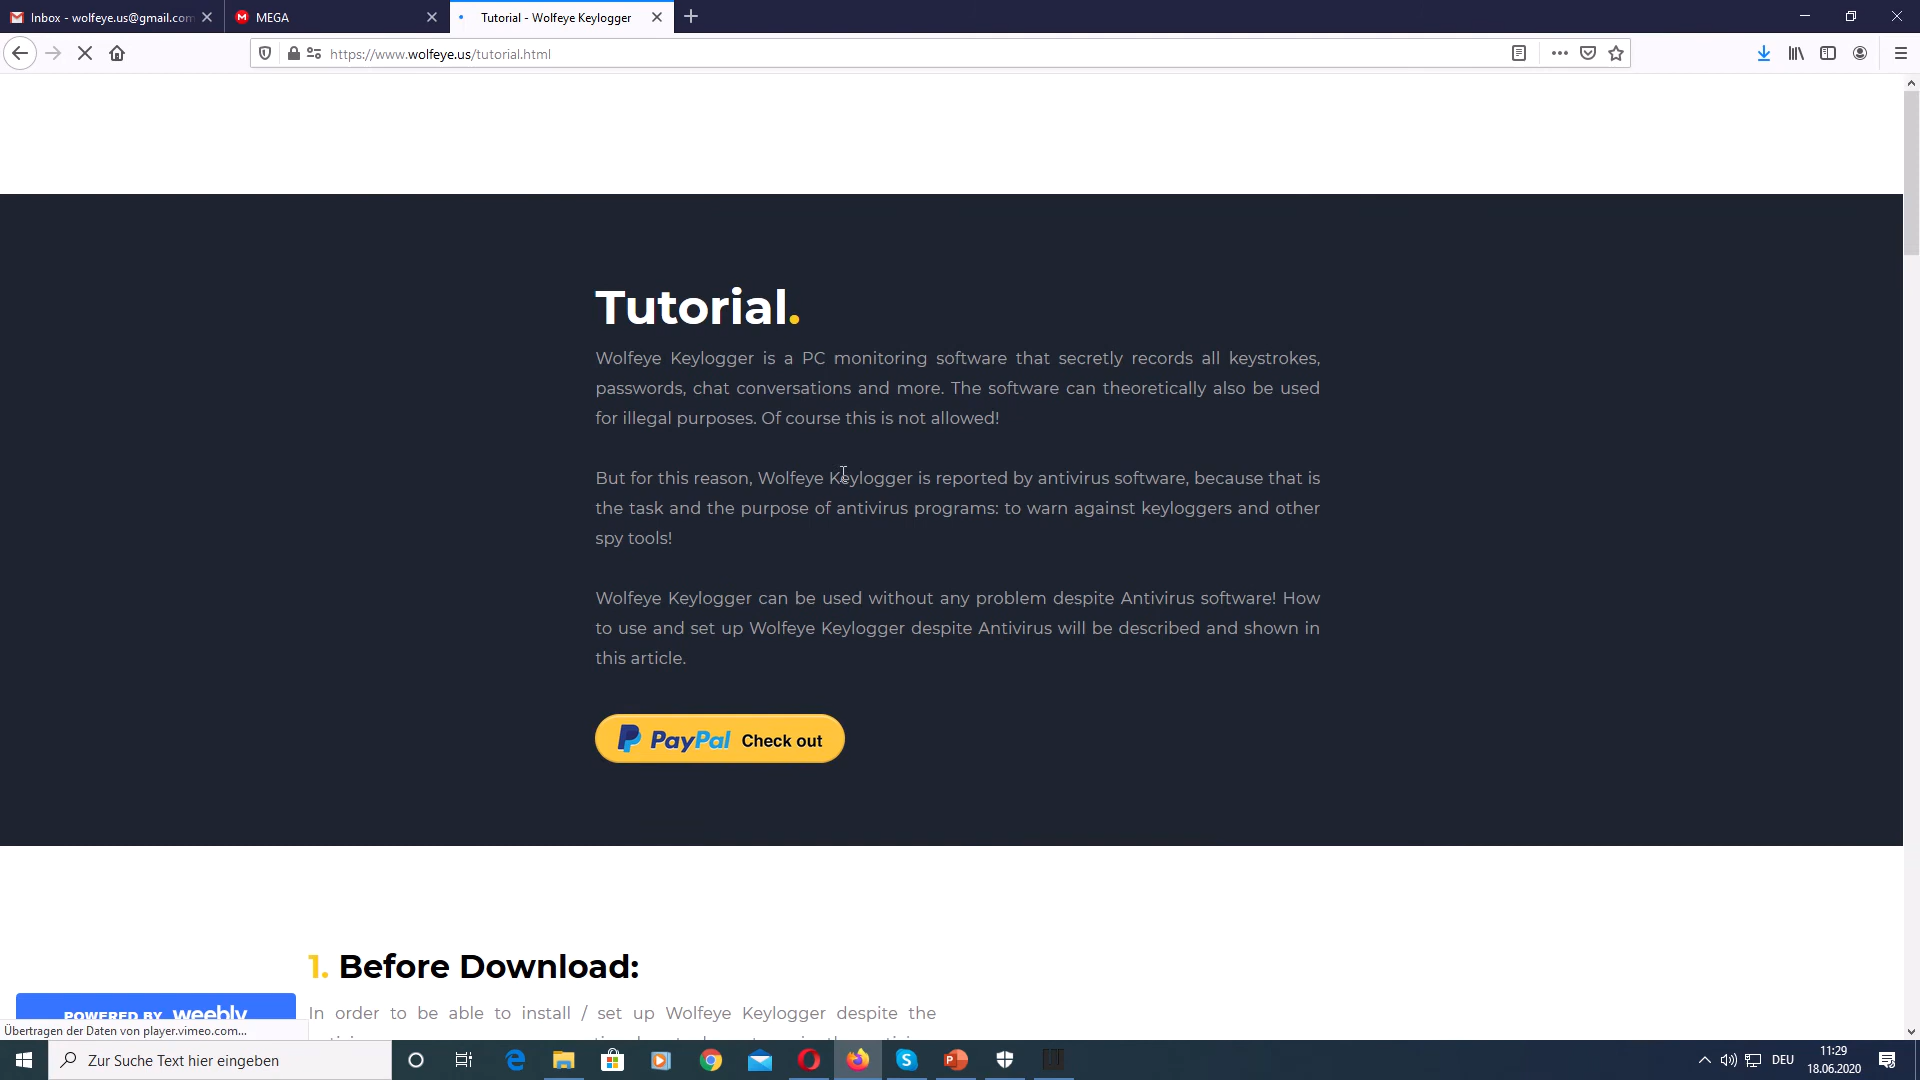 Inbox - wolfeye.us@gmail.com
MEGA
Tutorial - Wolfeye Keylogger
https://www.wolfeye.us/tutorial.html
Tutorial.
Wolfeye Keylogger is a PC monitoring software that secretly records all keystrokes,
passwords, chat conversations and more. The software can theoretically also be used
for illegal purposes. Of course this is not allowed!
But for this reason, Wolfeye Keylogger is reported by antivirus software, because that is
the task and the purpose of antivirus programs: to warn against keyloggers and other
spy tools!
Wolfeye Keylogger can be used without any problem despite Antivirus software! How
to use and set up Wolfeye Keylogger despite Antivirus will be described and shown in
this article.
PayPal Check out
1. Before Download:
POWERED BY weebly
In order to be able to install / set up Wolfeye Keylogger despite the
Übertragen der Daten von player.vimeo.com...
Zur Suche Text hier eingeben
DEU
11:29
18.06.2020